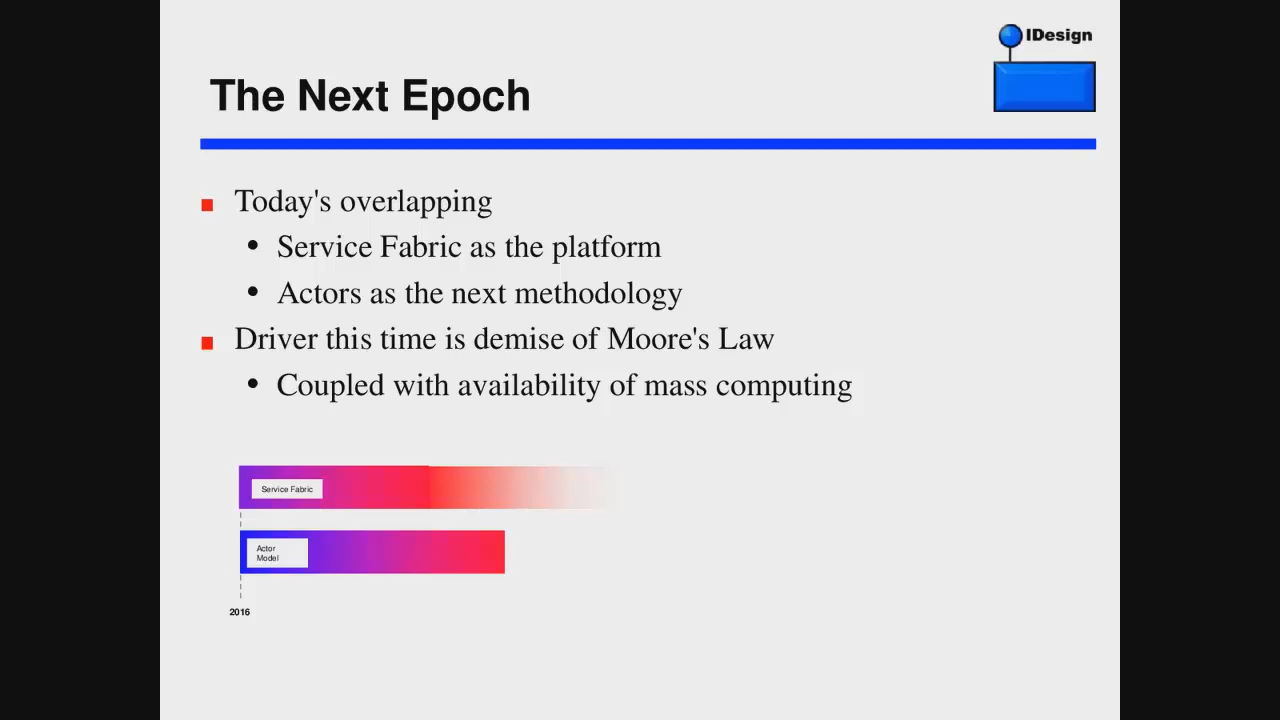 IDesign
The Next Epoch
Today's overlapping
Service Fabric as the platform
Actors as the next methodology
Driver this time is demise of Moore's Law
Coupled with availability of mass computing
Service Fabric
Actor
Model
2016